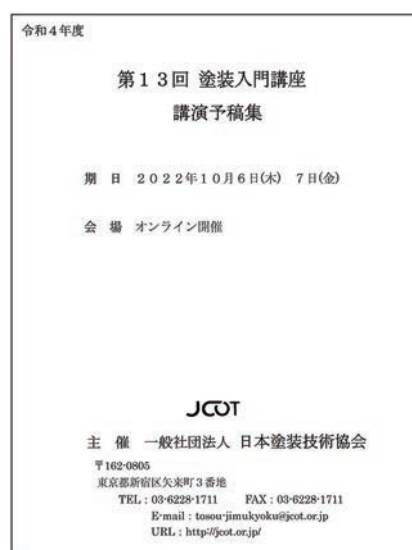 令和４年度
第１３回 塗装入門講座
講演予稿集
期 日 ２０２２年１０月６日(木) ７日(金)
会 場 オンライン開催
JCOT
主 催 一般社団法人 日本塗装技術協会
〒162-0805
東京都新宿区矢来町３番地
TEL：03-6228-1711 FAX：03-6228-1711
E-mail：tosou-jimukyoku@jcot.or.jp
URL：http://jcot.or.jp/